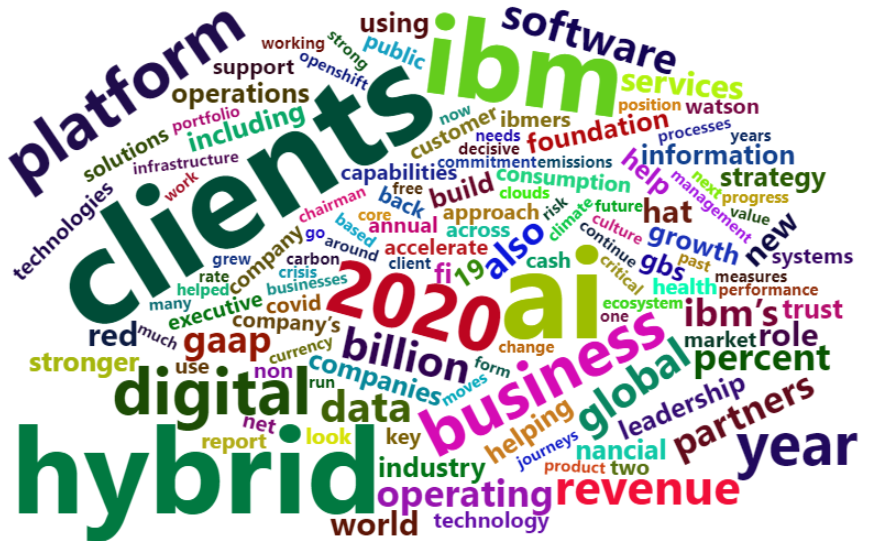 platform
clients
ibm
software
using
working
strong
public
openshift
support
operations
services
position
watson
portfolio
including
solutions
infrastructure
work
technologies
now
customer
ibmers
needs
decisive
foundation
processes
years
commitment
emissions
information
help
management
next
progress
strategy
value
capabilities
consumption
free
back
build
clouds
chairman
core
annual
approach
risk
climate
future
hat
culture
continue
growth
new
based
go
around
across
also
accelerate
grew
carbon
client
company
crisis
rate
helped
businesses
many
executive
covid
company's
2020
fi
19
cash
ai
critical
gbs
past
systems
measures
performance
health
ecosystem
one
ibm's
trust
red
much
gaap
currency
billion
change
business
market
role
percent
stronger
use
non
run
companies
form
moves
global
digital
data
net
report
look
key
helping
journeys
leadership
partners
nancial
year
hybrid
industry
product
two
operating
revenue
world
technology